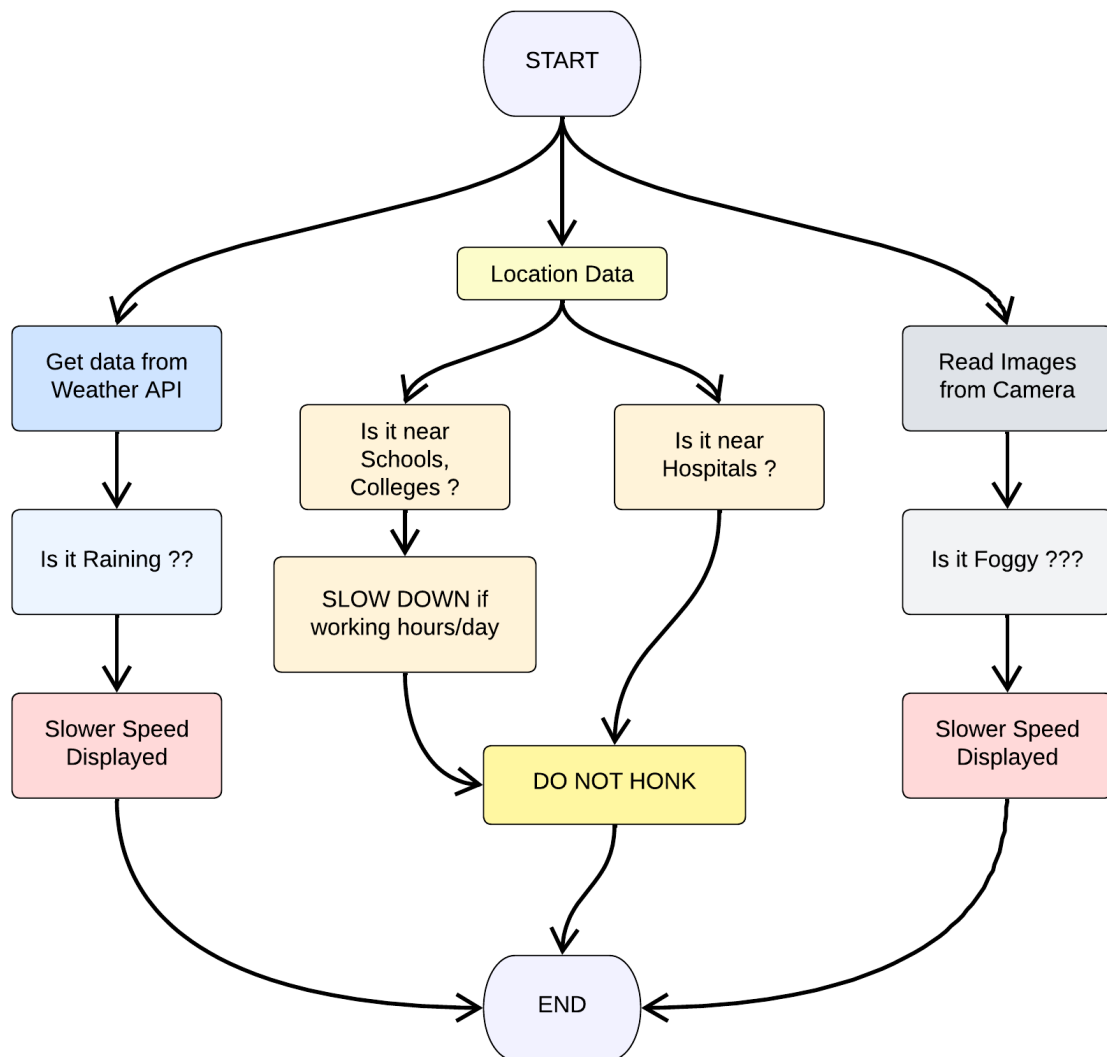 START
Location Data
Get data from
Weather API
Read Images
from Camera
Is it near
Schools,
Colleges ?
Is it near
Hospitals ?
Is it Raining ??
Is it Foggy ???
SLOW DOWN if
working hours/day
Slower Speed
Displayed
Slower Speed
Displayed
DO NOT HONK
END